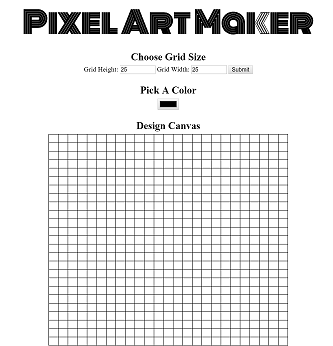 Pixel Art Maker
Choose Grid Size
Grid Height: 25 Grid Width: 25 Submit
Pick A Color
Design Canvas